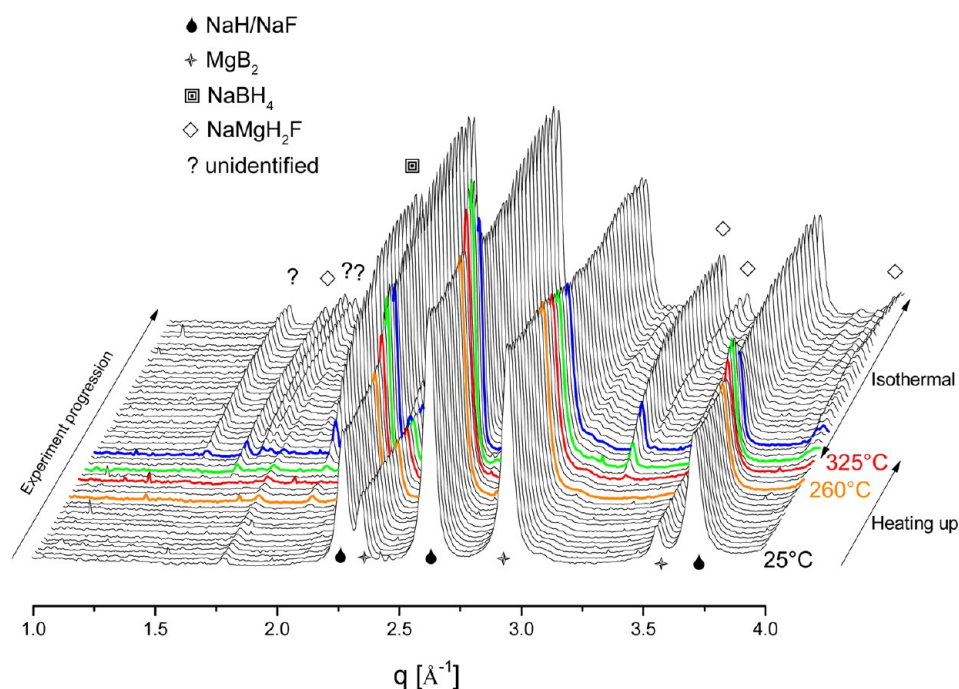 NaH/NaF
MgB₂
NaBH₄
NaMgH₂F
? unidentified
?
??
Experiment progression
Isothermal
325°C
260°C
Heating up
25°C
1.0 1.5 2.0 2.5 3.0 3.5 4.0
q [Å⁻¹]